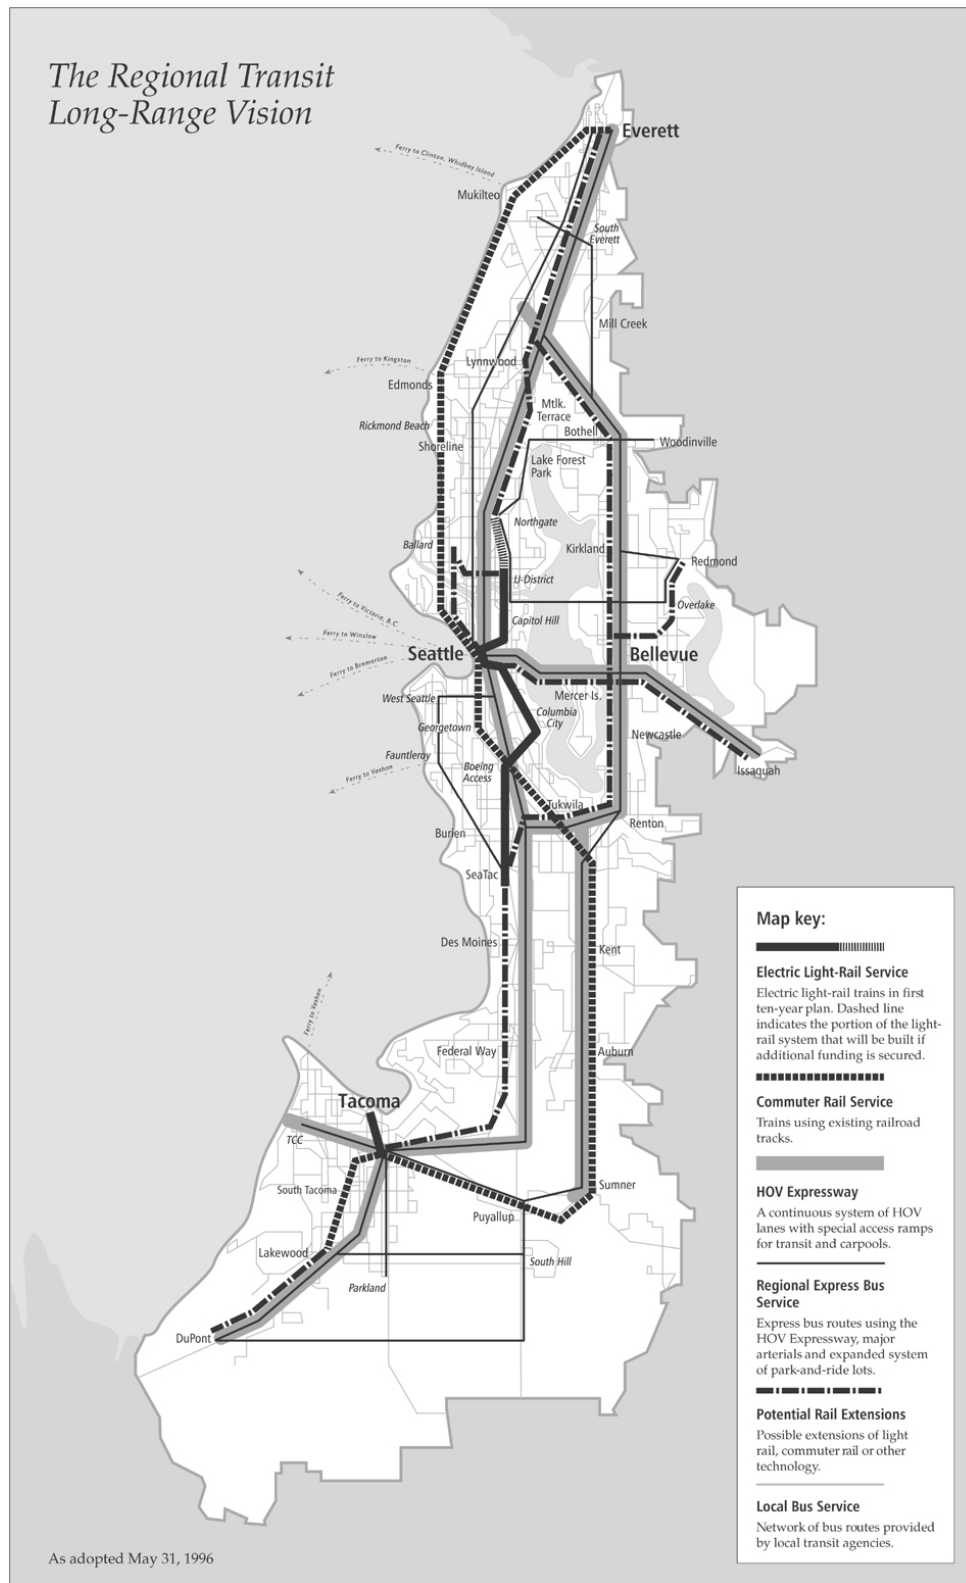 The Regional Transit
Long-Range Vision
Everett
Ferry to Clinton, Whidbey Island
Mukilteo
South
Everett
Mill Creek
Ferry to Kingston
Lynnwood
Edmonds
Mtlk.
Terrace
Rickmond Beach
Bothell
Shoreline
Woodinville
Lake Forest
Park
Northgate
Ballard
Kirkland
Redmond
U-District
Overlake
Ferry to Victoria, B.C.
Capitol Hill
Ferry to Winslow
Seattle
Bellevue
Ferry to Bremerton
West Seattle
Mercer Is.
Columbia
City
Georgetown
Newcastle
Fauntleroy
Boeing
Access
Issaquah
Ferry to Vashon
Tukwila
Renton
Burien
SeaTac
Des Moines
Kent
Ferry to Vashon
Federal Way
Auburn
Tacoma
TCC
South Tacoma
Sumner
Puyallup
Lakewood
South Hill
Parkland
DuPont
Map key:
Electric Light-Rail Service
Electric light-rail trains in first
ten-year plan. Dashed line
indicates the portion of the light-
rail system that will be built if
additional funding is secured.
Commuter Rail Service
Trains using existing railroad
tracks.
HOV Expressway
A continuous system of HOV
lanes with special access ramps
for transit and carpools.
Regional Express Bus
Service
Express bus routes using the
HOV Expressway, major
arterials and expanded system
of park-and-ride lots.
Potential Rail Extensions
Possible extensions of light
rail, commuter rail or other
technology.
Local Bus Service
Network of bus routes provided
by local transit agencies.
As adopted May 31, 1996